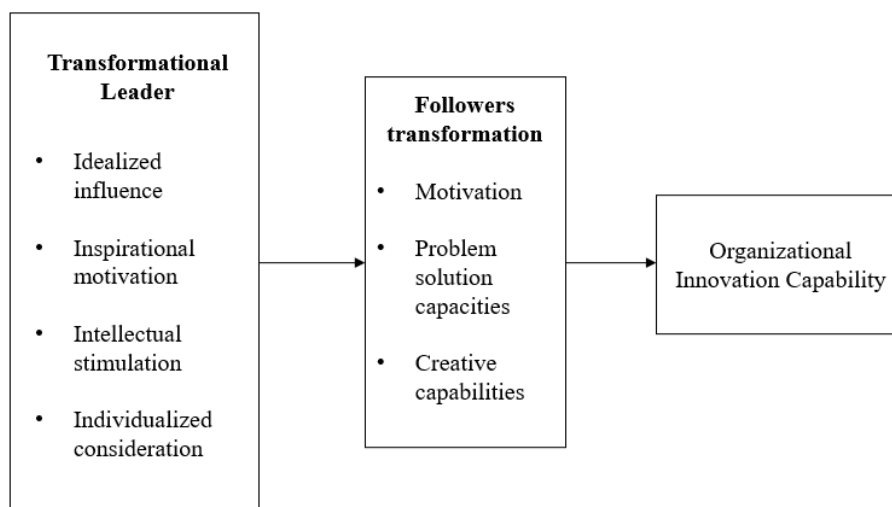 Transformational
Leader
• Idealized
influence
• Inspirational
motivation
• Intellectual
stimulation
• Individualized
consideration
Followers
transformation
• Motivation
• Problem
solution
capacities
• Creative
capabilities
Organizational
Innovation Capability